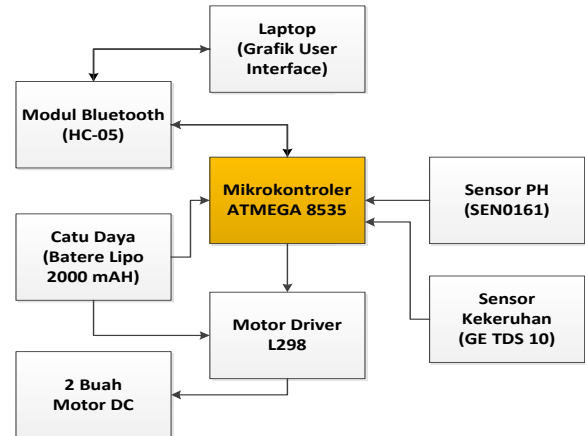 Laptop
(Grafik User
Interface)
Modul Bluetooth
(HC-05)
Mikrokontroler
ATMEGA 8535
Sensor PH
(SEN0161)
Catu Daya
(Batere Lipo
2000 mAH)
Motor Driver
L298
Sensor
Kekeruhan
(GE TDS 10)
2 Buah
Motor DC